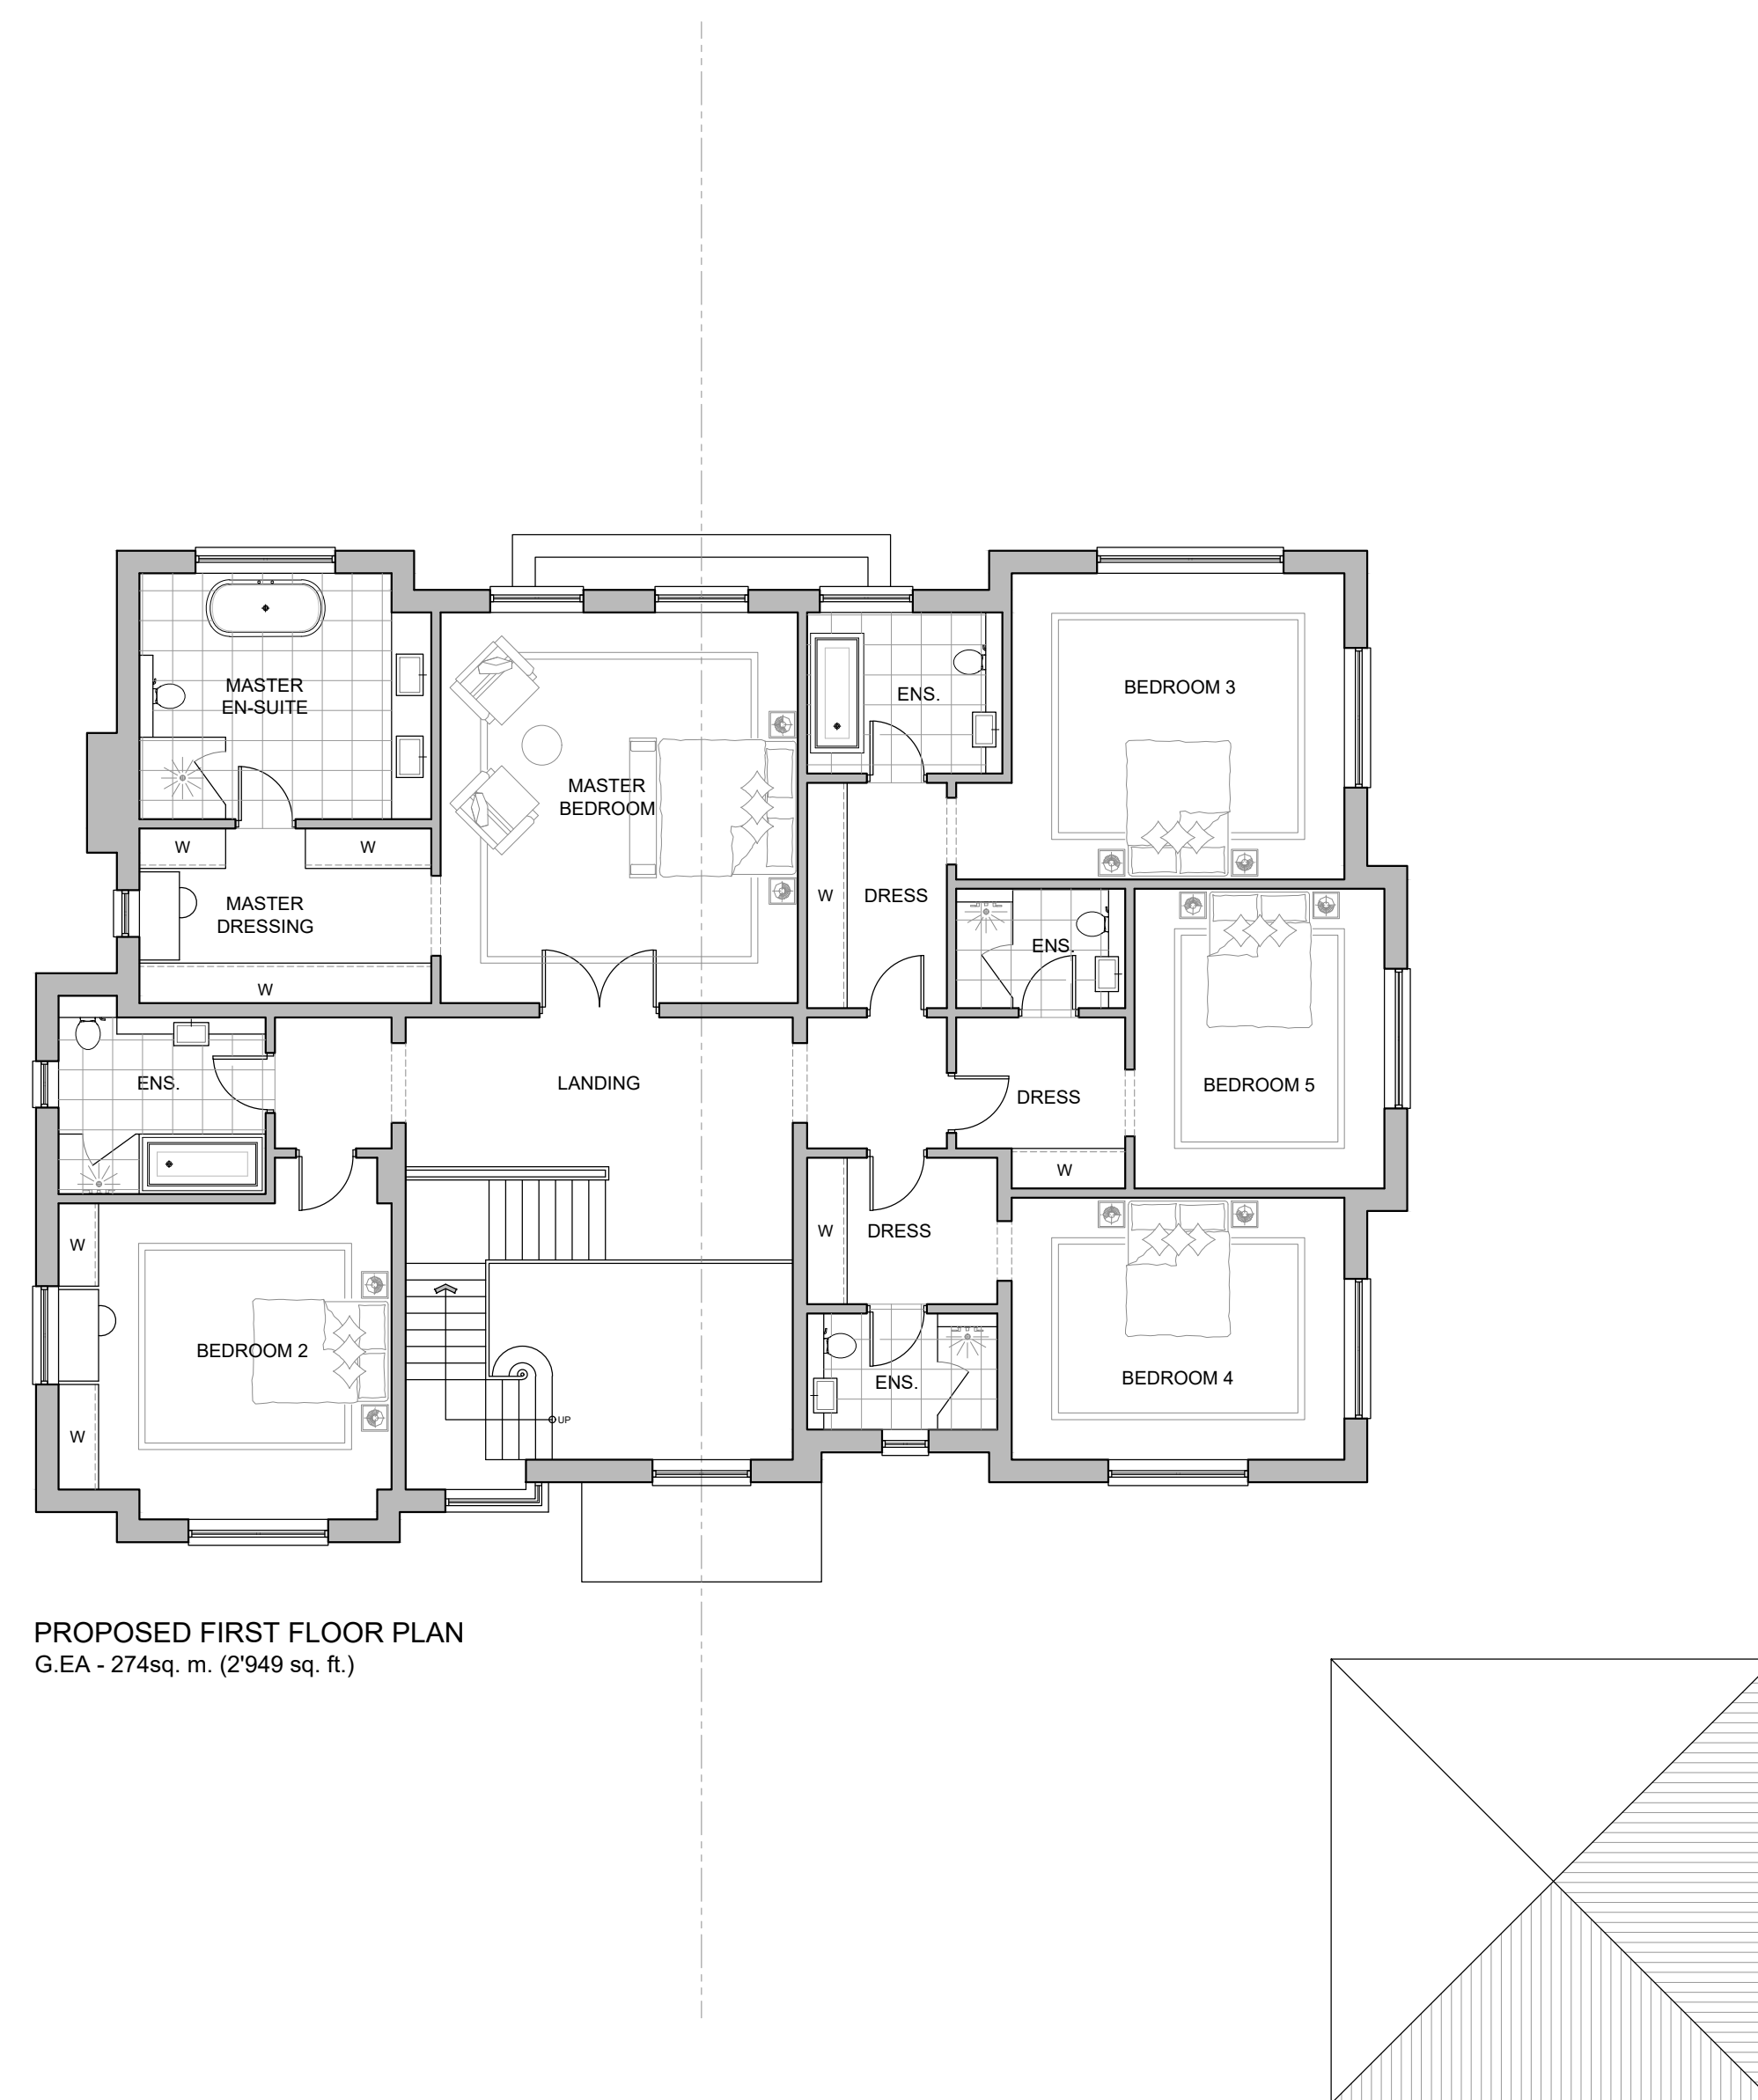 MASTER
EN-SUITE
ENS.
BEDROOM 3
MASTER
BEDROOM
W
W
W
DRESS
MASTER
DRESSING
ENS.
W
ENS.
LANDING
DRESS
BEDROOM 5
W
W
W
DRESS
BEDROOM 2
BEDROOM 4
ENS.
UP
W
PROPOSED FIRST FLOOR PLAN
G.EA - 274sq. m. (2'949 sq. ft.)